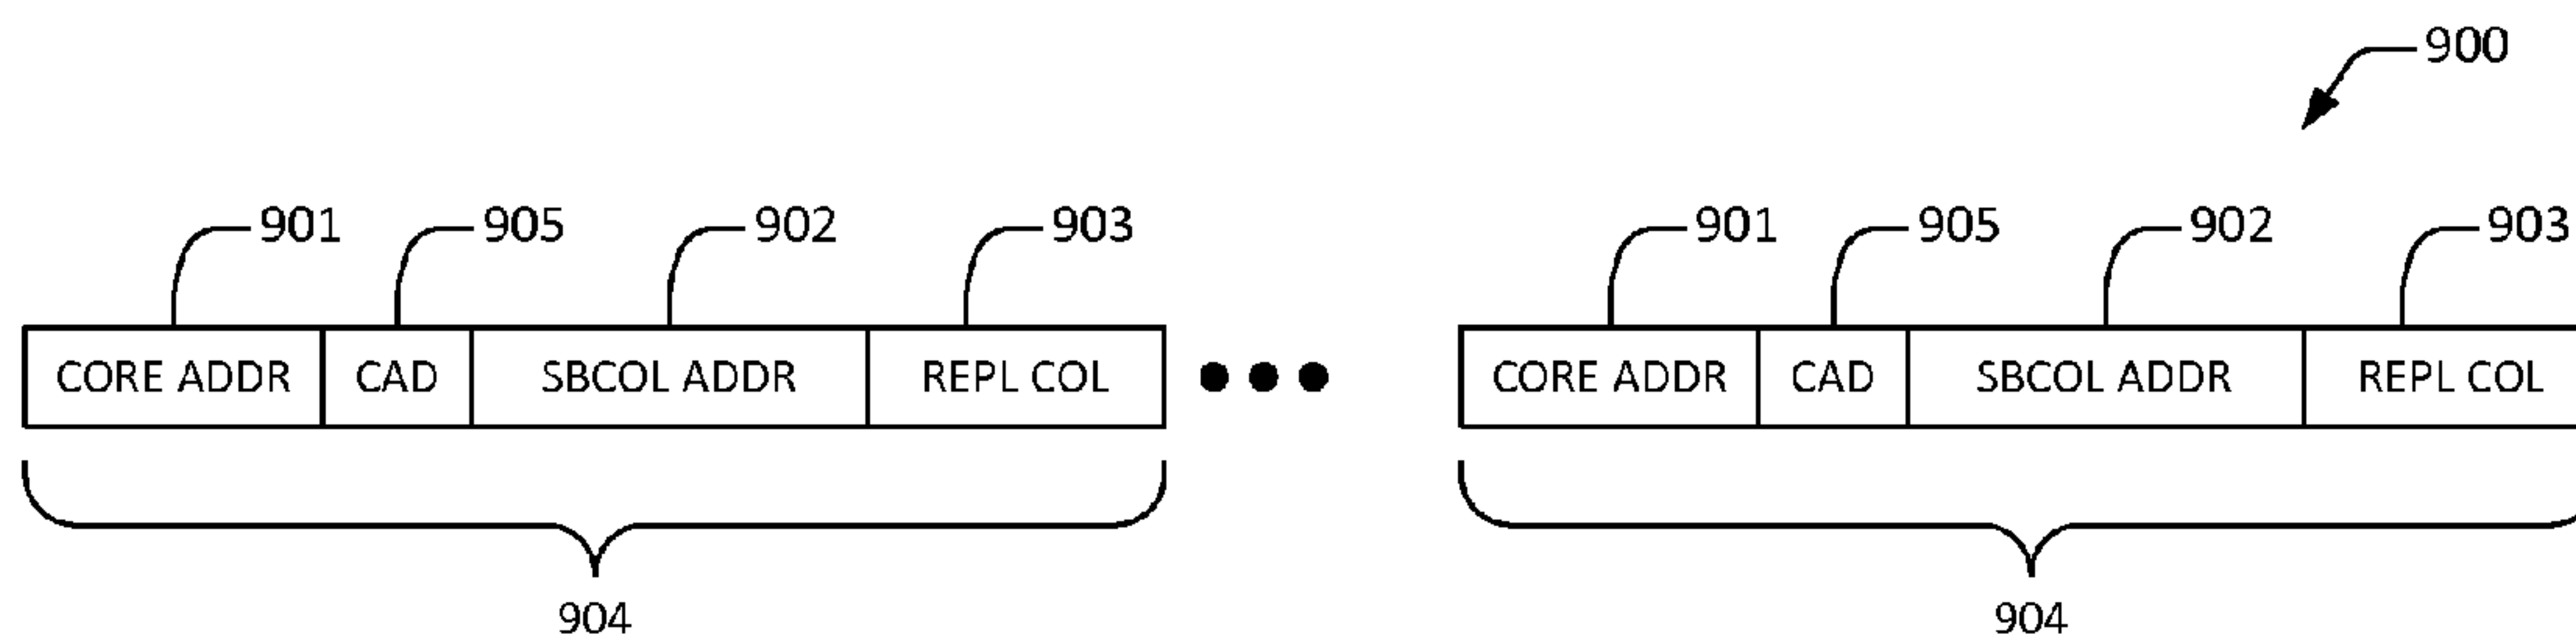 900
901 905 902 903 901 905 902 903
CORE ADDR CAD SBCOL ADDR REPL COL CORE ADDR CAD SBCOL ADDR REPL COL
904 904